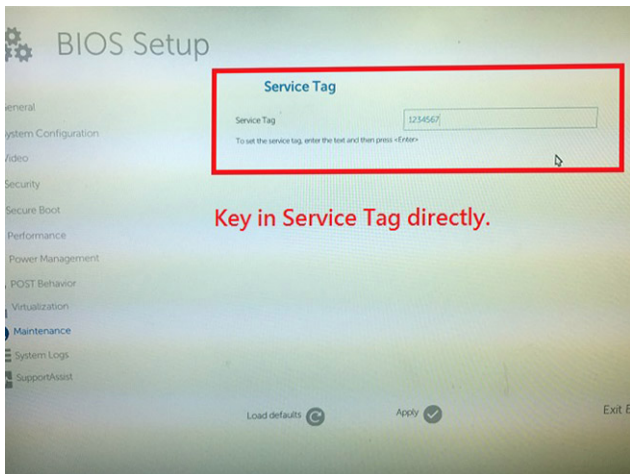 BIOS Setup
Service Tag
Service Tag
1234567
To set the service tag, enter the text and then press <Enter>
Key in Service Tag directly.
General
System Configuration
Video
Security
Secure Boot
Performance
Power Management
POST Behavior
Virtualization
Maintenance
System Logs
SupportAssist
Load defaults
Apply
Exit